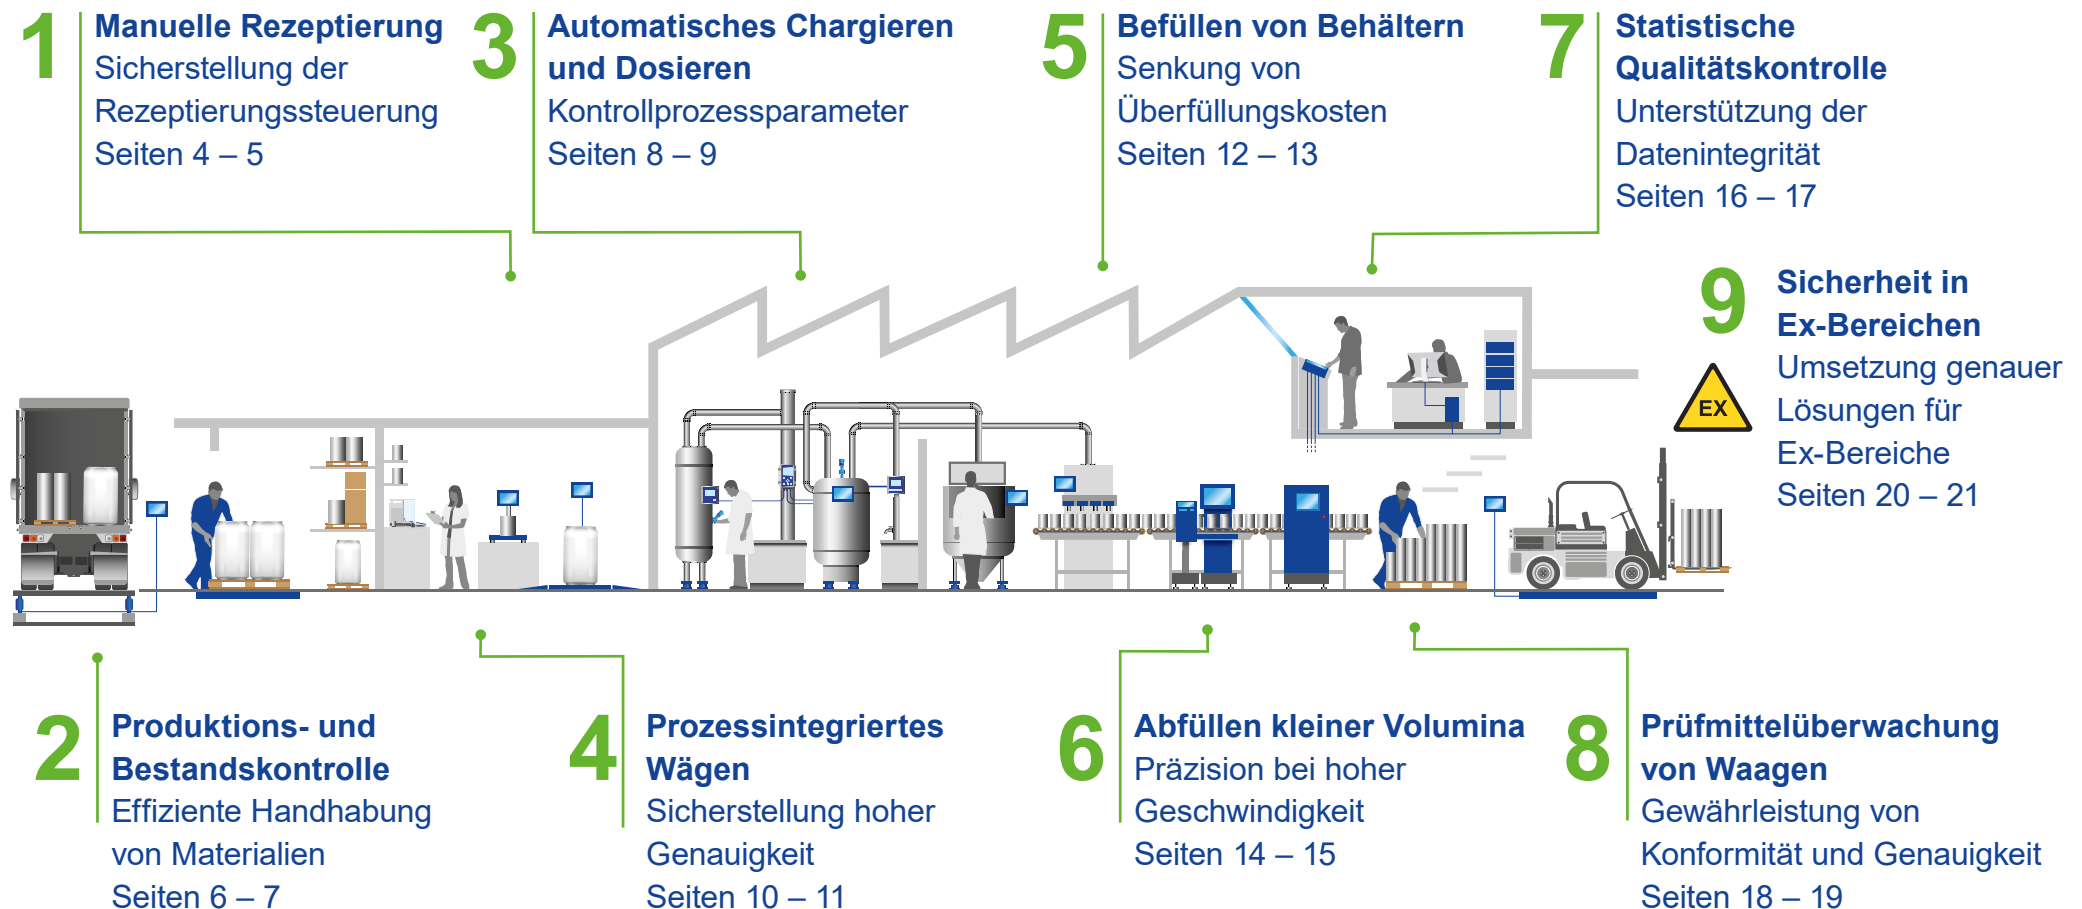 1
Manuelle Rezeptierung
Sicherstellung der
Rezeptierungssteuerung
Seiten 4 – 5
3
Automatisches Chargieren
und Dosieren
Kontrollprozessparameter
Seiten 8 – 9
5
Befüllen von Behältern
Senkung von
Überfüllungskosten
Seiten 12 – 13
7
Statistische
Qualitätskontrolle
Unterstützung der
Datenintegrität
Seiten 16 – 17
9
Sicherheit in
Ex-Bereichen
Umsetzung genauer
Lösungen für
Ex-Bereiche
Seiten 20 – 21
EX
2
Produktions- und
Bestandskontrolle
Effiziente Handhabung
von Materialien
Seiten 6 – 7
4
Prozessintegriertes
Wägen
Sicherstellung hoher
Genauigkeit
Seiten 10 – 11
6
Abfüllen kleiner Volumina
Präzision bei hoher
Geschwindigkeit
Seiten 14 – 15
8
Prüfmittelüberwachung
von Waagen
Gewährleistung von
Konformität und Genauigkeit
Seiten 18 – 19